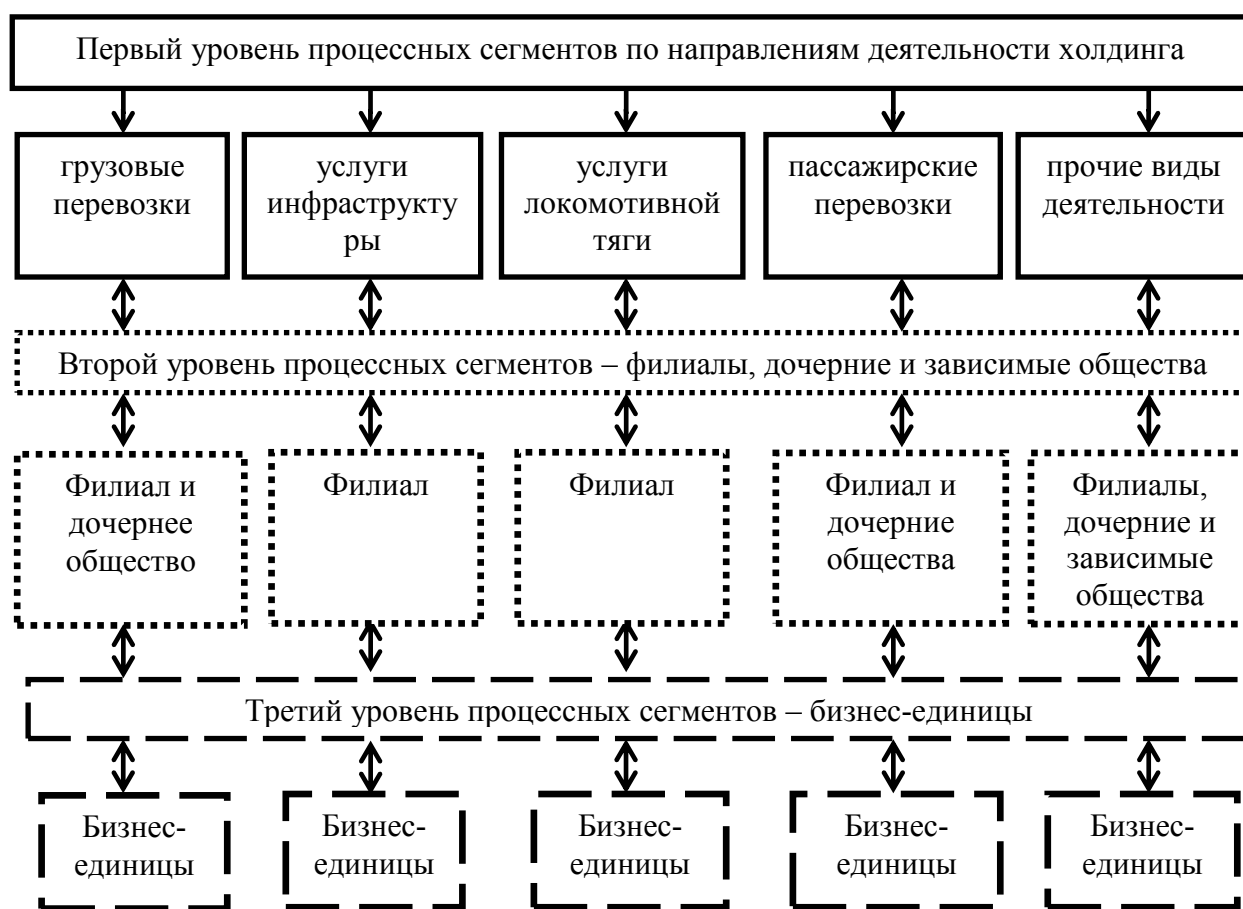 Первый уровень процессных сегментов по направлениям деятельности холдинга
грузовые
перевозки
услуги
инфраструкту
ры
услуги
локомотивной
тяги
пассажирские
перевозки
прочие виды
деятельности
Второй уровень процессных сегментов – филиалы, дочерние и зависимые общества
Филиал и
дочернее
общество
Филиал
Филиал
Филиал и
дочерние
общества
Филиалы,
дочерние и
зависимые
общества
Третий уровень процессных сегментов – бизнес-единицы
Бизнес-
единицы
Бизнес-
единицы
Бизнес-
единицы
Бизнес-
единицы
Бизнес-
единицы